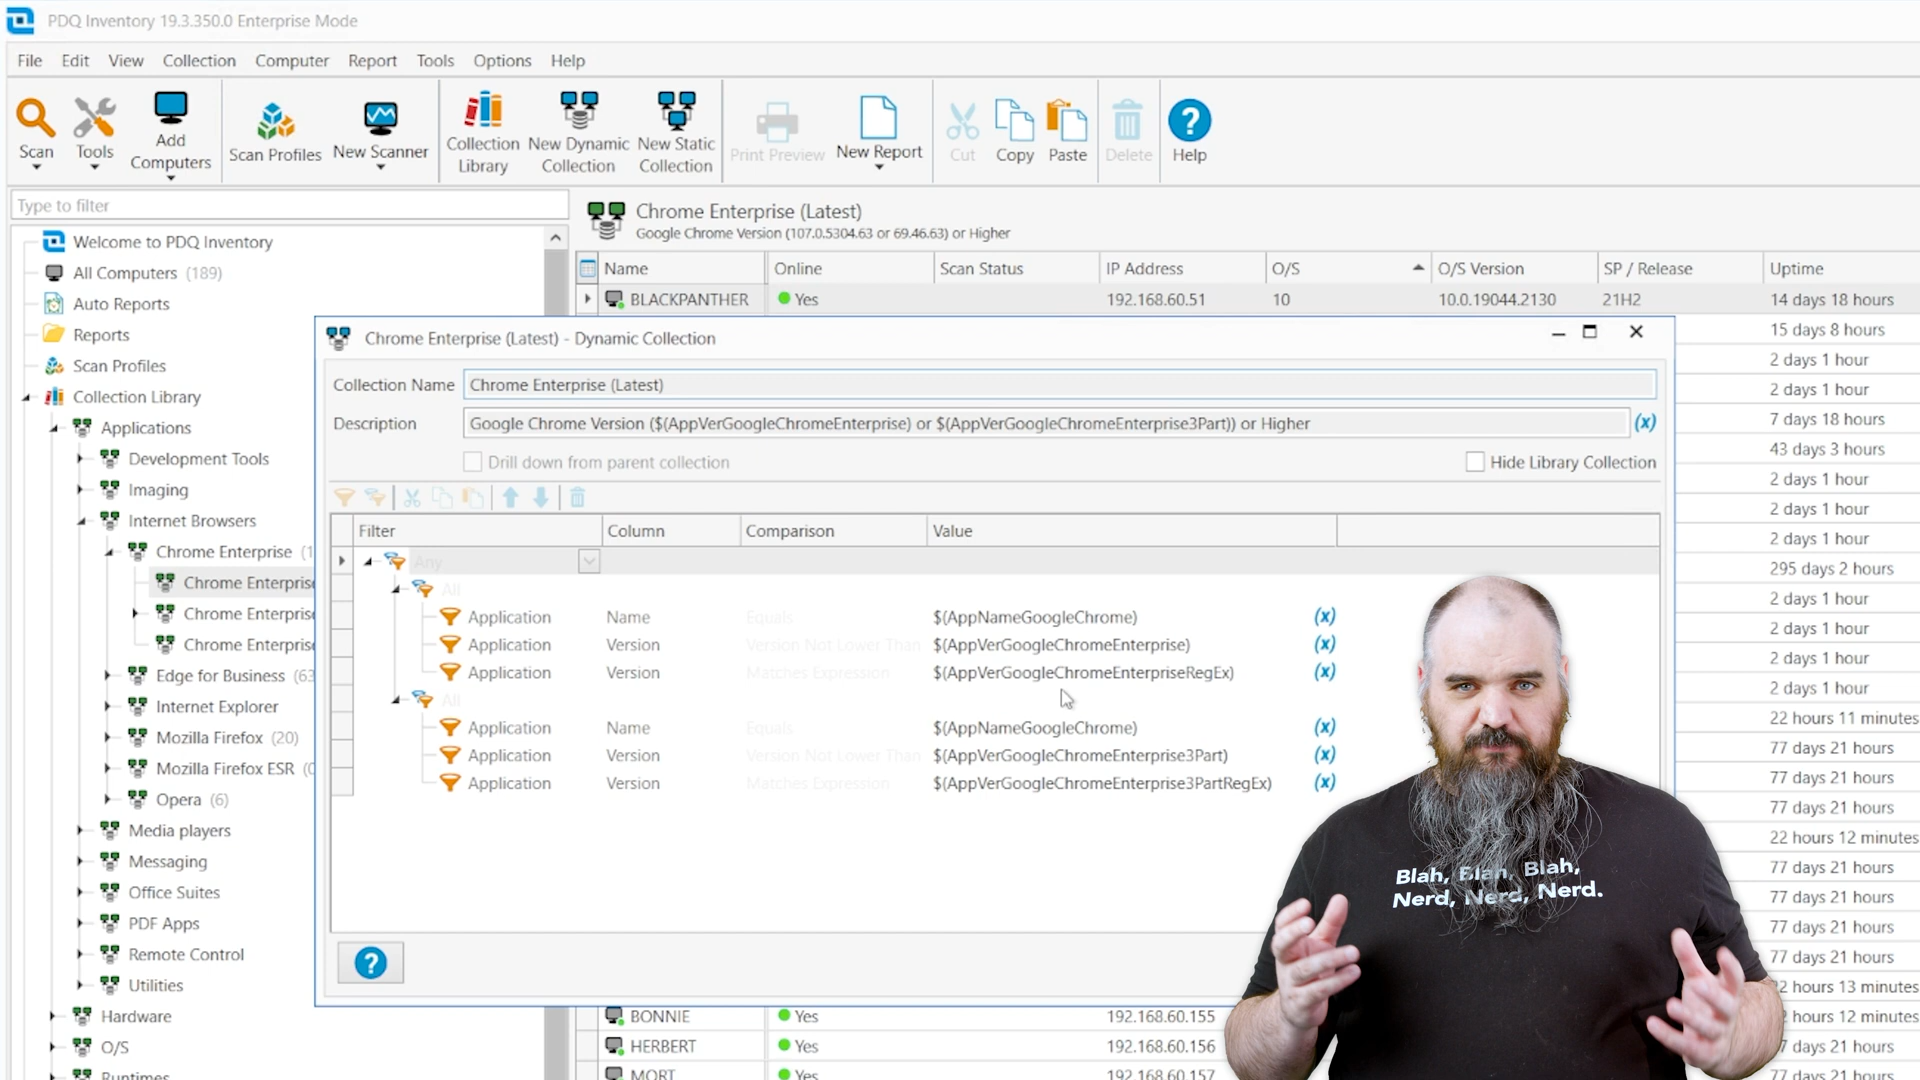 PDQ Inventory 19.3.350.0 Enterprise Mode
File Edit View Collection Computer Report Tools Options Help
Scan
Tools
Add Computers
Scan Profiles
New Scanner
Collection Library
New Dynamic Collection
New Static Collection
Print Preview
New Report
Cut
Copy
Paste
Delete
Help
Type to filter
Welcome to PDQ Inventory
All Computers (189)
Auto Reports
Reports
Scan Profiles
Collection Library
Applications
Development Tools
Imaging
Internet Browsers
Chrome Enterprise (1
Chrome Enterprise
Chrome Enterprise
Chrome Enterprise
Edge for Business (63
Internet Explorer
Mozilla Firefox (20)
Mozilla Firefox ESR (0
Opera (6)
Media players
Messaging
Office Suites
PDF Apps
Remote Control
Utilities
Hardware
O/S
Runtimes
Chrome Enterprise (Latest)
Google Chrome Version (107.0.5304.63 or 69.46.63) or Higher
Name Online Scan Status IP Address O/S O/S Version SP / Release Uptime
BLACKPANTHER Yes 192.168.60.51 10 10.0.19044.2130 21H2 14 days 18 hours
15 days 8 hours
2 days 1 hour
2 days 1 hour
7 days 18 hours
43 days 3 hours
2 days 1 hour
2 days 1 hour
2 days 1 hour
295 days 2 hours
2 days 1 hour
2 days 1 hour
2 days 1 hour
2 days 1 hour
22 hours 11 minutes
77 days 21 hours
77 days 21 hours
77 days 21 hours
22 hours 12 minutes
77 days 21 hours
77 days 21 hours
77 days 21 hours
77 days 21 hours
2 hours 13 minutes
BONNIE Yes 192.168.60.155 2 hours 12 minutes
HERBERT Yes 192.168.60.156 7 days 21 hours
MORT Yes 192.168.60.157 77 days 21 hours
Chrome Enterprise (Latest) - Dynamic Collection
Collection Name Chrome Enterprise (Latest)
Description Google Chrome Version ($(AppVerGoogleChromeEnterprise) or $(AppVerGoogleChromeEnterprise3Part)) or Higher (x)
Drill down from parent collection Hide Library Collection
Filter Column Comparison Value
Any
All
Application Name Equals $(AppNameGoogleChrome) (x)
Application Version Version Not Lower Than $(AppVerGoogleChromeEnterprise) (x)
Application Version Matches Expression $(AppVerGoogleChromeEnterpriseRegEx) (x)
All
Application Name Equals $(AppNameGoogleChrome) (x)
Application Version Version Not Lower Than $(AppVerGoogleChromeEnterprise3Part) (x)
Application Version Matches Expression $(AppVerGoogleChromeEnterprise3PartRegEx) (x)
Blah, Blah, Blah,
Nerd, Nerd, Nerd.